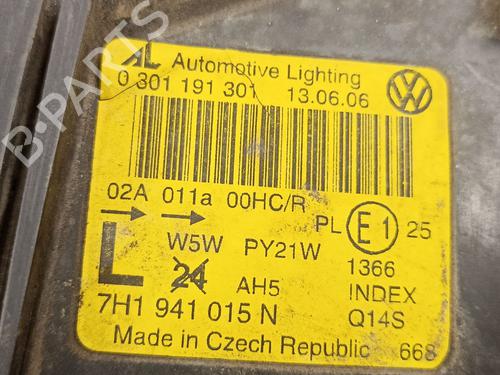 AL Automotive Lighting
0 301 191 301 13.06.06
VW
02A 011a 00HC/R
PL E1 25
W5W PY21W
1366
L 24 AH5
INDEX
7H1 941 015 N
Q14S
Made in Czech Republic 668
B-PARTS